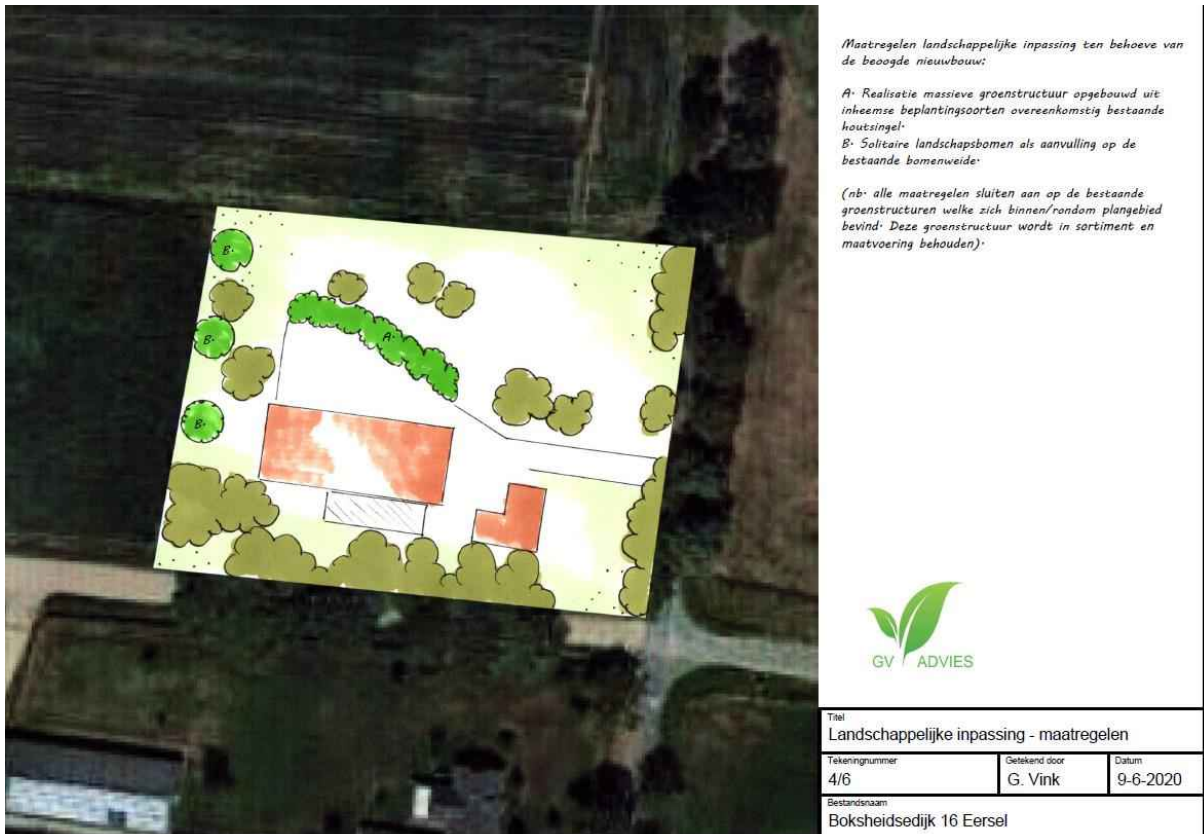 Maatregelen landschappelijke inpassing ten behoeve van
de beoogde nieuwbouw:
A. Realisatie massieve groenstructuur opgebouwd uit
inheemse beplantingsoorten overeenkomstig bestaande
houtsingel.
B. Solitaire landschapsbomen als aanvulling op de
bestaande bomenweide.
(nb. alle maatregelen sluiten aan op de bestaande
groenstructuren welke zich binnen/rondom plangebied
bevind. Deze groenstructuur wordt in sortiment en
maatvoering behouden).
B.
A.
B.
B.
GV ADVIES
Titel
Landschappelijke inpassing - maatregelen
Tekeningnummer
4/6
Getekend door
G. Vink
Datum
9-6-2020
Bestandsnaam
Boksheidsedijk 16 Eersel